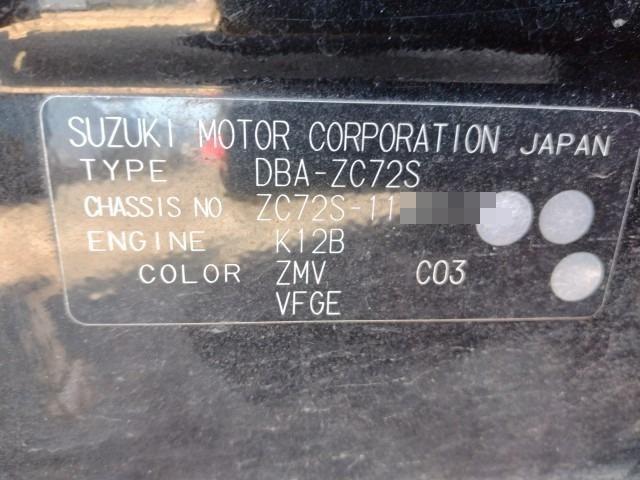 SUZUKI MOTOR CORPORATION JAPAN
TYPE DBA-ZC72S
CHASSIS NO ZC72S-11
ENGINE K12B
COLOR ZMV C03
VFGE